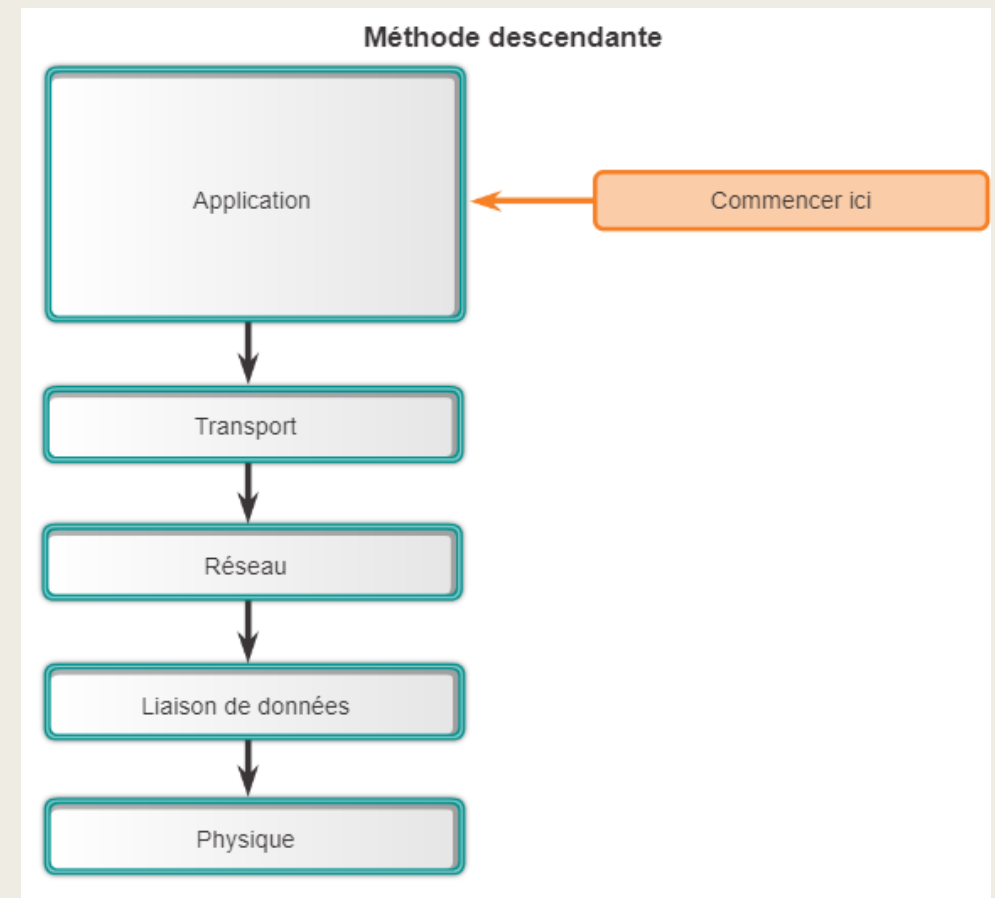 Méthode descendante
Application
Commencer ici
Transport
Réseau
Liaison de données
Physique